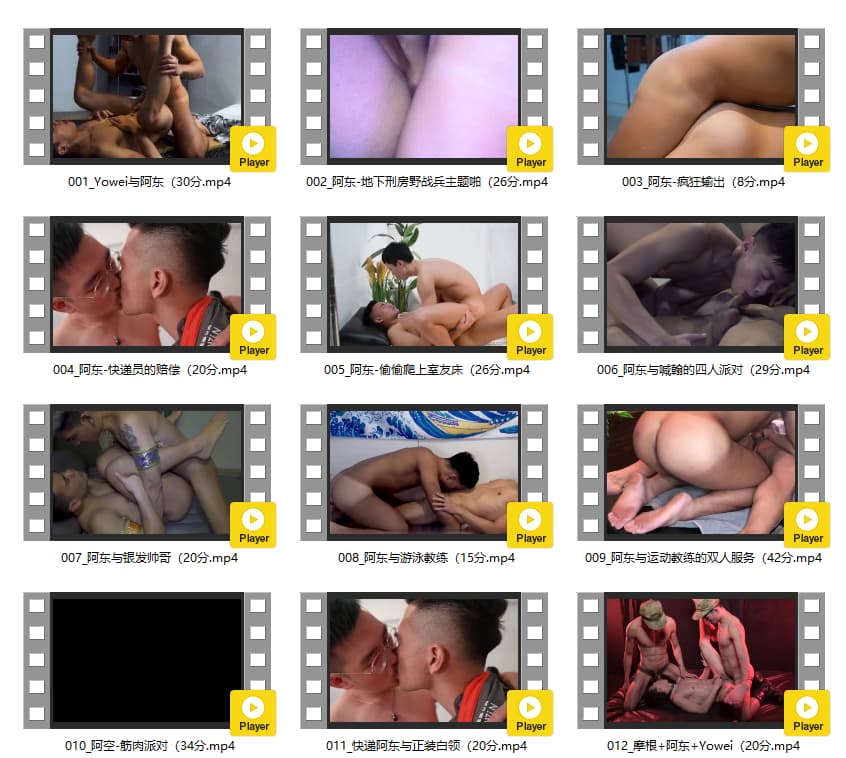 Player
Player
Player
001_Yowei与阿东（30分.mp4
002_阿东-地下刑房野战兵主题啪（26分.mp4
003_阿东-疯狂输出（8分.mp4
Player
Player
Player
004_阿东-快递员的赔偿（20分.mp4
005_阿东-偷偷爬上室友床（26分.mp4
006_阿东与喊翰的四人派对（29分.mp4
Player
Player
Player
007_阿东与银发帅哥（20分.mp4
008_阿东与游泳教练（15分.mp4
009_阿东与运动教练的双人服务（42分.mp4
Player
Player
Player
010_阿空-筋肉派对（34分.mp4
011_快递阿东与正装白领（20分.mp4
012_摩根+阿东+Yowei（20分.mp4